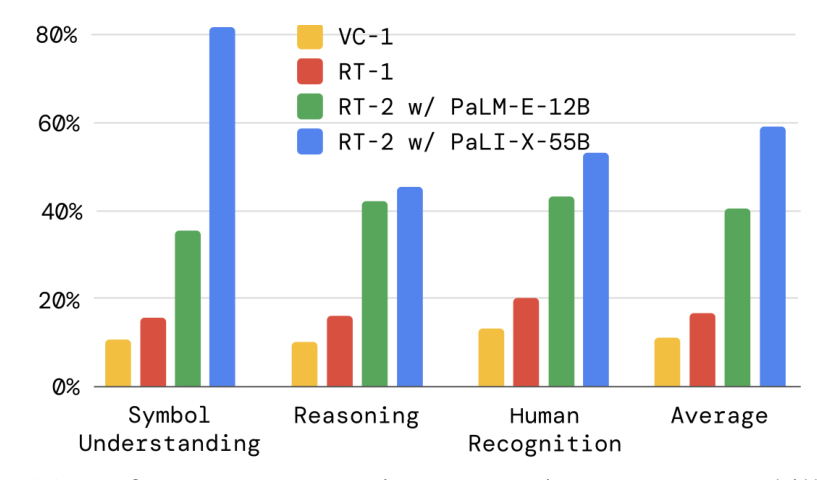 80%
60%
40%
20%
0%
VC-1
RT-1
RT-2 w/ PaLM-E-12B
RT-2 w/ PaLI-X-55B
Symbol
Understanding
Reasoning
Human
Recognition
Average